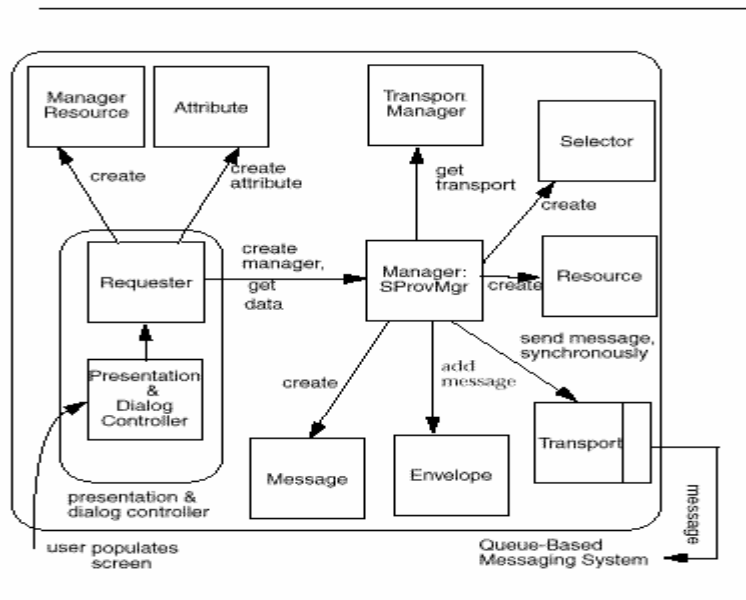 Manager
Resource
Attribute
Transport
Manager
Selector
create
create
attribute
get
transport
create
Requester
create
manager,
get
data
Manager:
SProvMgr
create
Resource
Presentation
&
Dialog
Controller
create
add
message
send message,
synchronously
Message
Envelope
Transport
presentation &
dialog controller
message
user populates
screen
Queue-Based
Messaging System